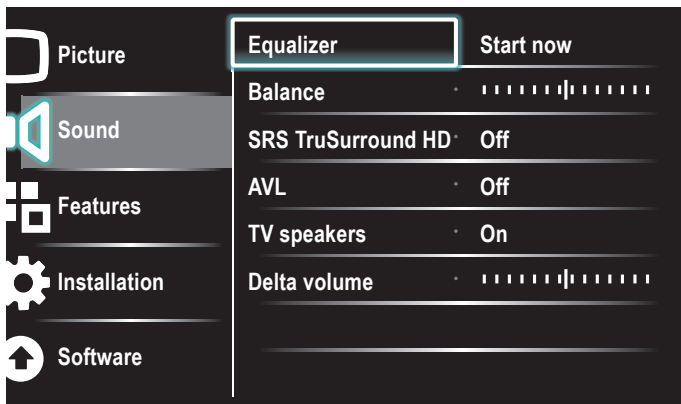 Picture
Sound
Features
Installation
Software
Equalizer Start now
Balance
SRS TruSurround HD Off
AVL Off
TV speakers On
Delta volume